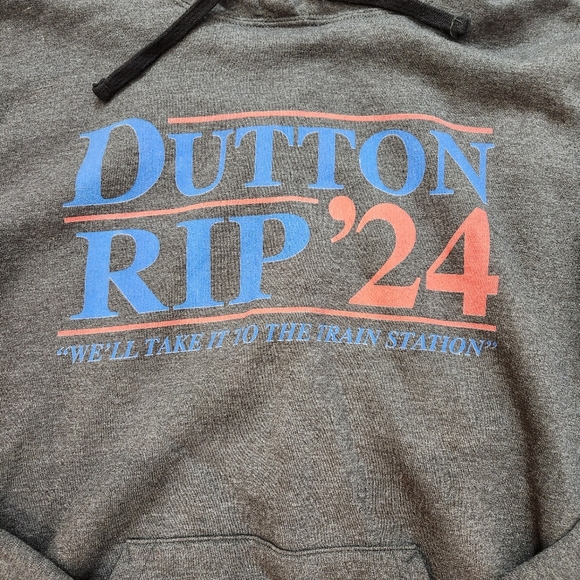 DUTTON
RIP '24
"WE'LL TAKE IT TO THE TRAIN STATION"